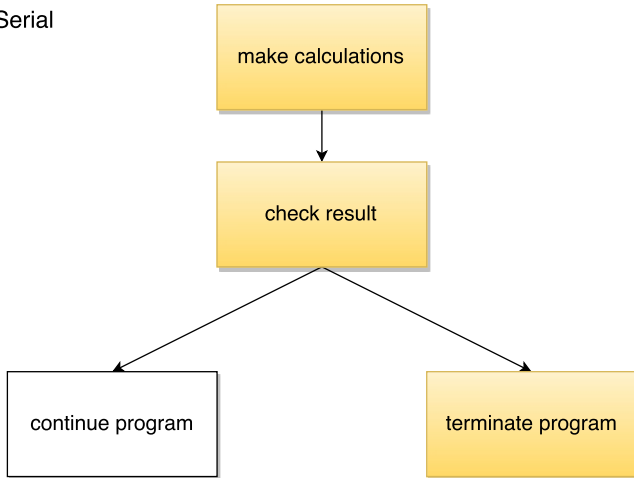 Serial
make calculations
check result
continue program
terminate program